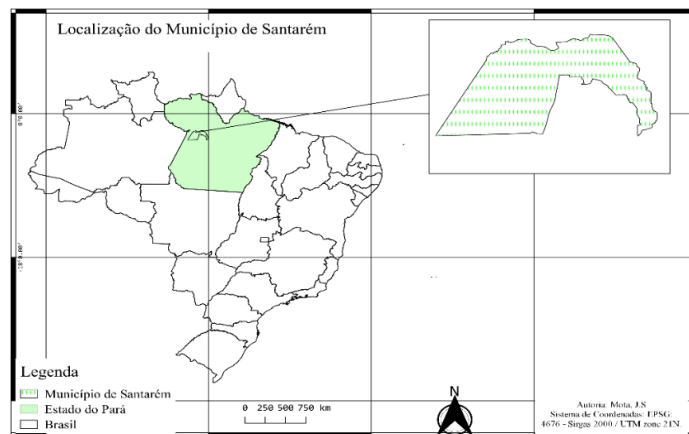 Localização do Município de Santarém
Legenda
Município de Santarém
Estado do Pará
Brasil
0 250 500 750 km
N
Autoria: Mota, J.S
Sistema de Coordenadas: EPSG:
4676 - Sirgas 2000 / UTM zone 21N.